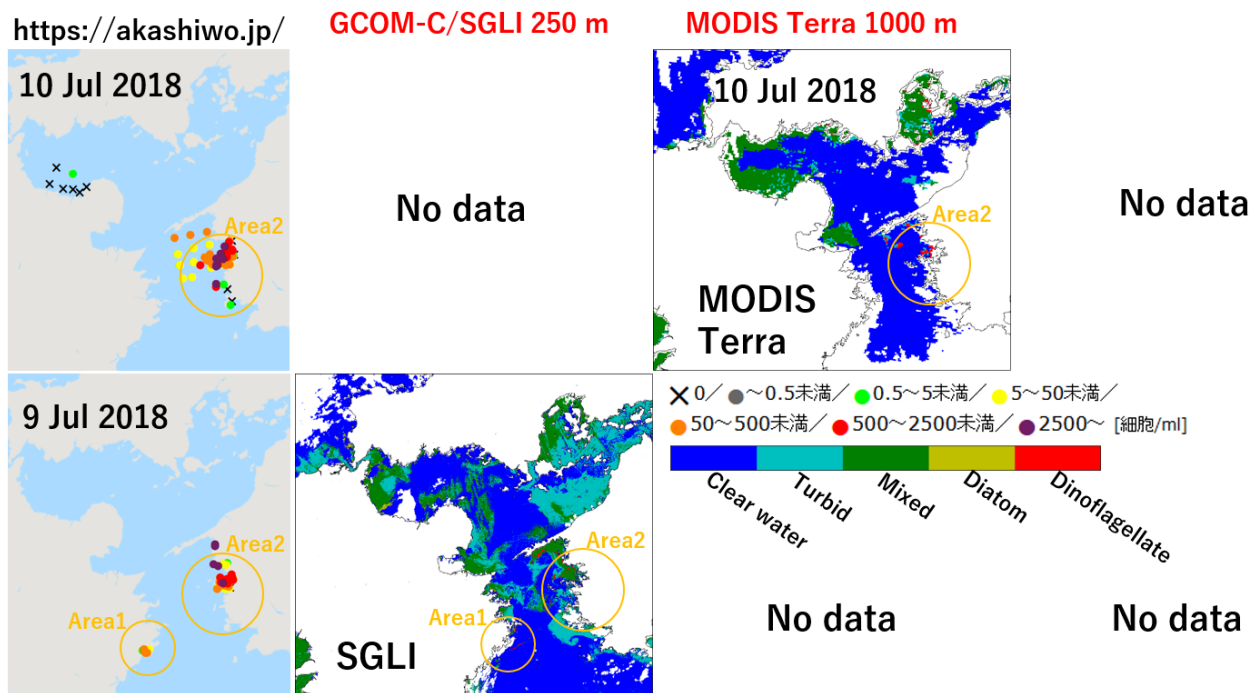 https://akashiwo.jp/
GCOM-C/SGLI 250 m
MODIS Terra 1000 m
10 Jul 2018
Area2
No data
10 Jul 2018
Area2
MODIS
Terra
No data
9 Jul 2018
Area2
Area1
Area2
Area1
SGLI
0／ ～0.5未満／ 0.5～5未満／ 5～50未満／
50～500未満／ 500～2500未満／ 2500～ [細胞/ml]
Clear water
Turbid
Mixed
Diatom
Dinoflagellate
No data
No data